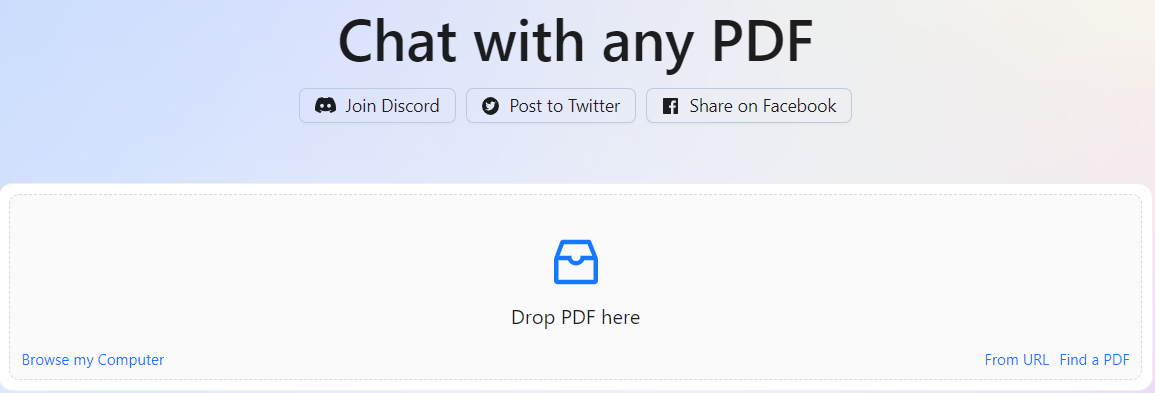 Chat with any PDF
Join Discord Post to Twitter Share on Facebook
Drop PDF here
Browse my Computer From URL Find a PDF